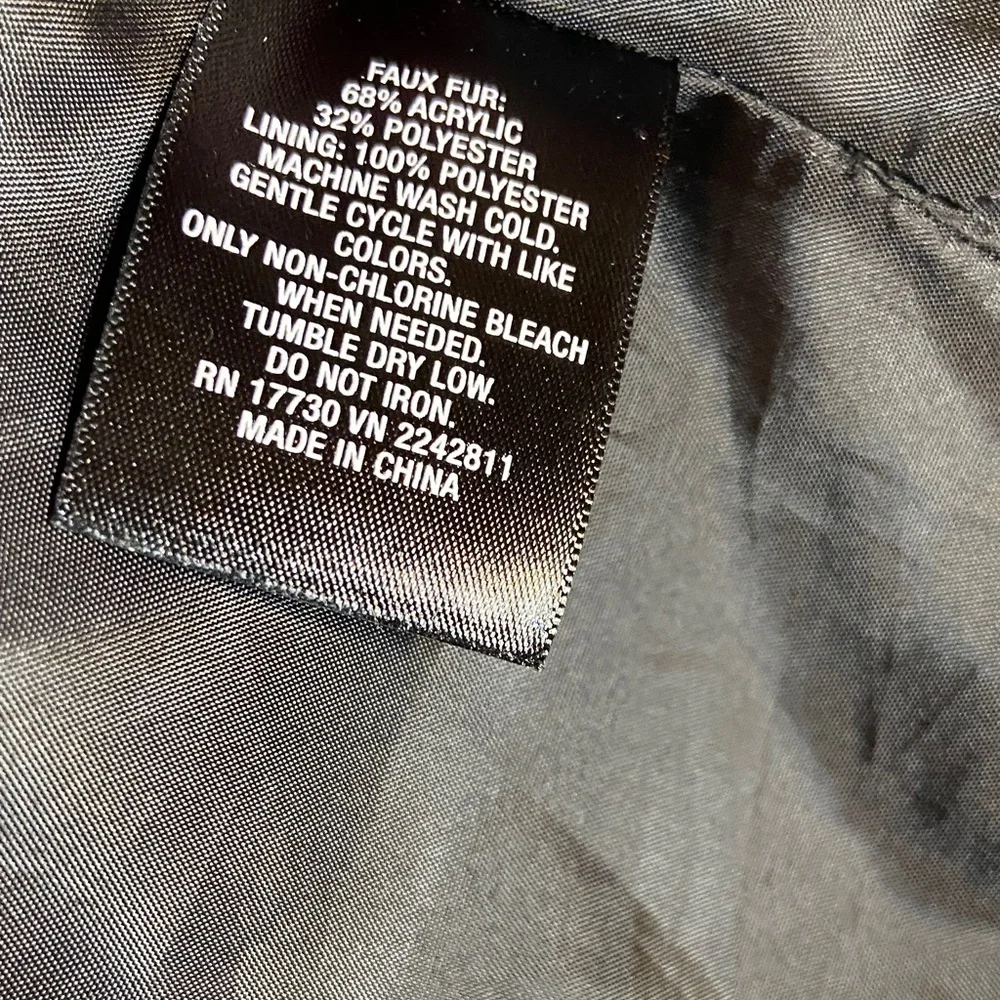 FAUX FUR:
68% ACRYLIC
32% POLYESTER
LINING: 100% POLYESTER
MACHINE WASH COLD.
GENTLE CYCLE WITH LIKE
COLORS.
ONLY NON-CHLORINE BLEACH
WHEN NEEDED.
TUMBLE DRY LOW.
DO NOT IRON.
RN 17730 VN 2242811
MADE IN CHINA